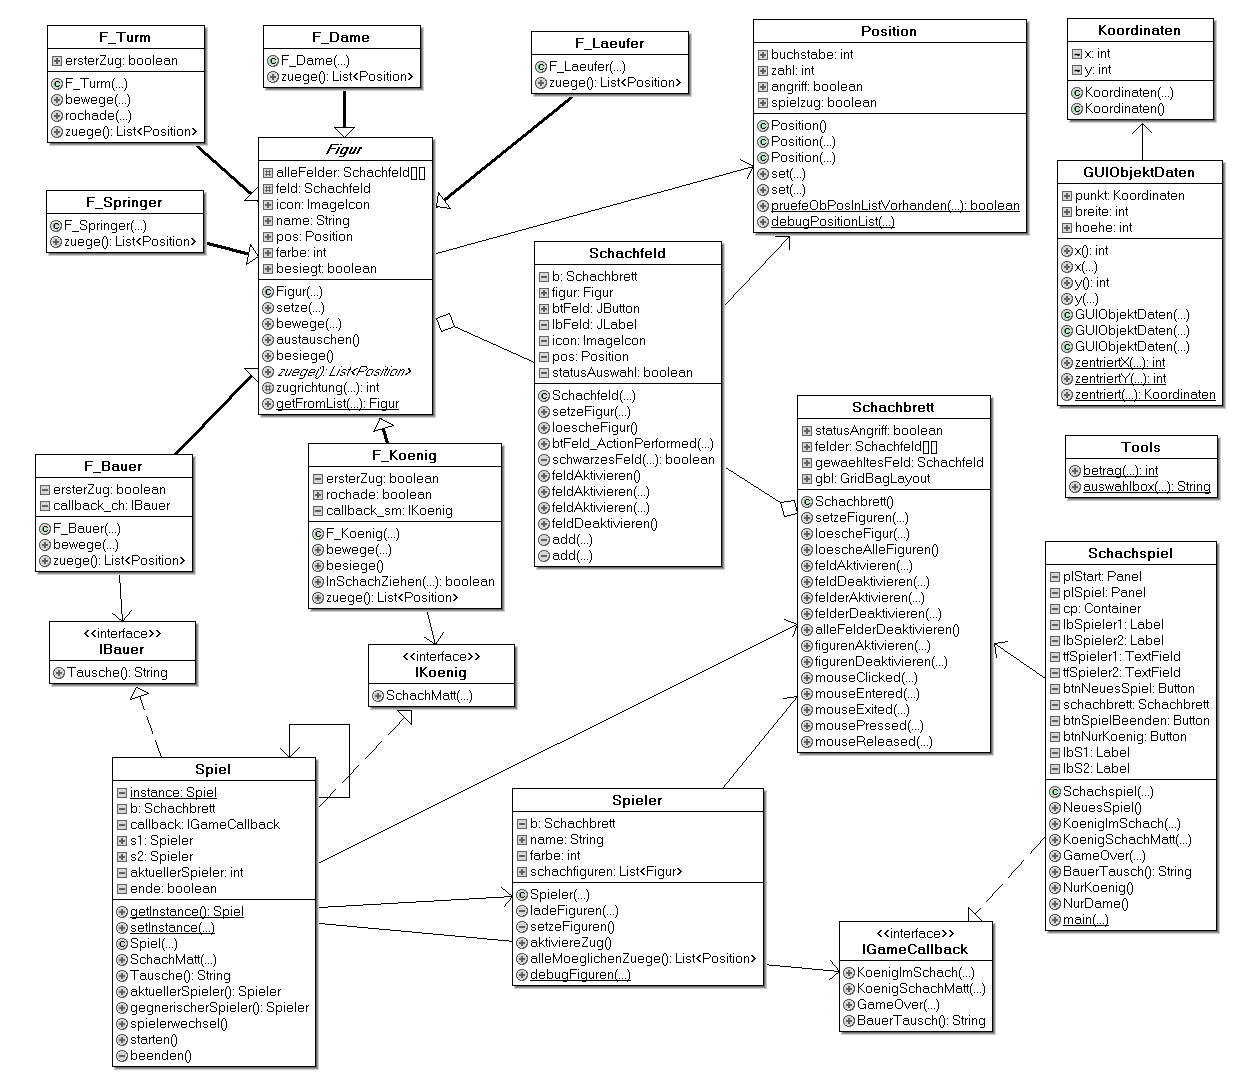 F_Turm
ersterZug: boolean
F_Turm(...)
bewege(...)
rochade(...)
zuege(): List<Position>
F_Dame
F_Dame(...)
zuege(): List<Position>
F_Laeufer
F_Laeufer(...)
zuege(): List<Position>
Position
buchstabe: int
zahl: int
angriff: boolean
spielzug: boolean
Position()
Position(...)
Position(...)
set(...)
set(...)
pruefeObPosInListVorhanden(...): boolean
debugPositionList(...)
Koordinaten
x: int
y: int
Koordinaten(...)
Koordinaten()
F_Springer
F_Springer(...)
zuege(): List<Position>
Figur
alleFelder: Schachfeld[][]
feld: Schachfeld
icon: ImageIcon
name: String
pos: Position
farbe: int
besiegt: boolean
Figur(...)
setze(...)
bewege(...)
austauschen()
besiege()
zuege(): List<Position>
zugrichtung(...): int
getFromList(...): Figur
GUIObjektDaten
punkt: Koordinaten
breite: int
hoehe: int
x(): int
x(...)
y(): int
y(...)
GUIObjektDaten(...)
GUIObjektDaten(...)
GUIObjektDaten(...)
zentriertX(...): int
zentriertY(...): int
zentriert(...): Koordinaten
Schachfeld
b: Schachbrett
figur: Figur
btFeld: JButton
lbFeld: JLabel
icon: ImageIcon
pos: Position
statusAuswahl: boolean
Schachfeld(...)
setzeFigur(...)
loescheFigur()
btFeld_ActionPerformed(...)
schwarzesFeld(...): boolean
feldAktivieren()
feldAktivieren(...)
feldAktivieren(...)
feldDeaktivieren()
add(...)
add(...)
Schachbrett
statusAngriff: boolean
felder: Schachfeld[][]
gewaehltesFeld: Schachfeld
gbl: GridBagLayout
Schachbrett()
setzeFiguren(...)
loescheFigur(...)
loescheAlleFiguren()
feldAktivieren(...)
feldDeaktivieren(...)
felderAktivieren(...)
felderDeaktivieren(...)
alleFelderDeaktivieren()
figurenAktivieren(...)
figurenDeaktivieren(...)
mouseClicked(...)
mouseEntered(...)
mouseExited(...)
mousePressed(...)
mouseReleased(...)
Tools
betrag(...): int
auswahlbox(...): String
F_Bauer
ersterZug: boolean
callback_ch: IBauer
F_Bauer(...)
bewege(...)
zuege(): List<Position>
F_Koenig
ersterZug: boolean
rochade: boolean
callback_sm: IKoenig
F_Koenig(...)
bewege(...)
besiege()
InSchachZiehen(...): boolean
zuege(): List<Position>
Schachspiel
plStart: Panel
plSpiel: Panel
cp: Container
lbSpieler1: Label
lbSpieler2: Label
tfSpieler1: TextField
tfSpieler2: TextField
btnNeuesSpiel: Button
schachbrett: Schachbrett
btnSpielBeenden: Button
btnNurKoenig: Button
lbS1: Label
lbS2: Label
Schachspiel(...)
NeuesSpiel()
KoenigImSchach(...)
KoenigSchachMatt(...)
GameOver(...)
BauerTausch(): String
NurKoenig()
NurDame()
main(...)
<<interface>>
IBauer
Tausche(): String
<<interface>>
IKoenig
SchachMatt(...)
Spiel
instance: Spiel
b: Schachbrett
callback: IGameCallback
s1: Spieler
s2: Spieler
aktuellerSpieler: int
ende: boolean
getInstance(): Spiel
setInstance(...)
Spiel(...)
SchachMatt(...)
Tausche(): String
aktuellerSpieler(): Spieler
gegnerischerSpieler(): Spieler
spielerwechsel()
starten()
beenden()
Spieler
b: Schachbrett
name: String
farbe: int
schachfiguren: List<Figur>
Spieler(...)
ladeFiguren(...)
setzeFiguren()
aktiviereZug()
alleMoeglichenZuege(): List<Position>
debugFiguren(...)
<<interface>>
IGameCallback
KoenigImSchach(...)
KoenigSchachMatt(...)
GameOver(...)
BauerTausch(): String